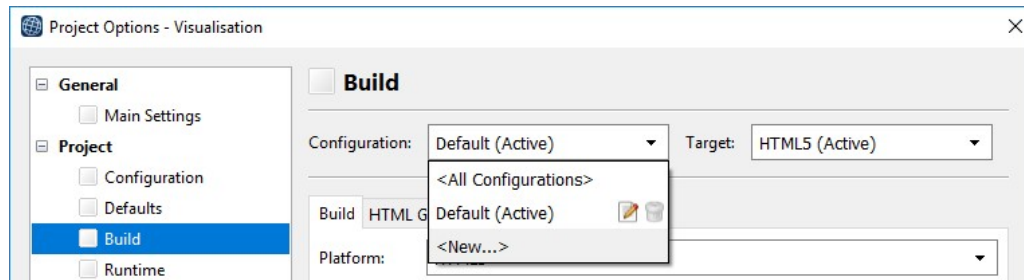 Project Options - Visualisation
General
Main Settings
Project
Configuration
Defaults
Build
Runtime
Build
Configuration: Default (Active) Target: HTML5 (Active)
<All Configurations>
Default (Active)
<New...>
Build HTML G
Platform: